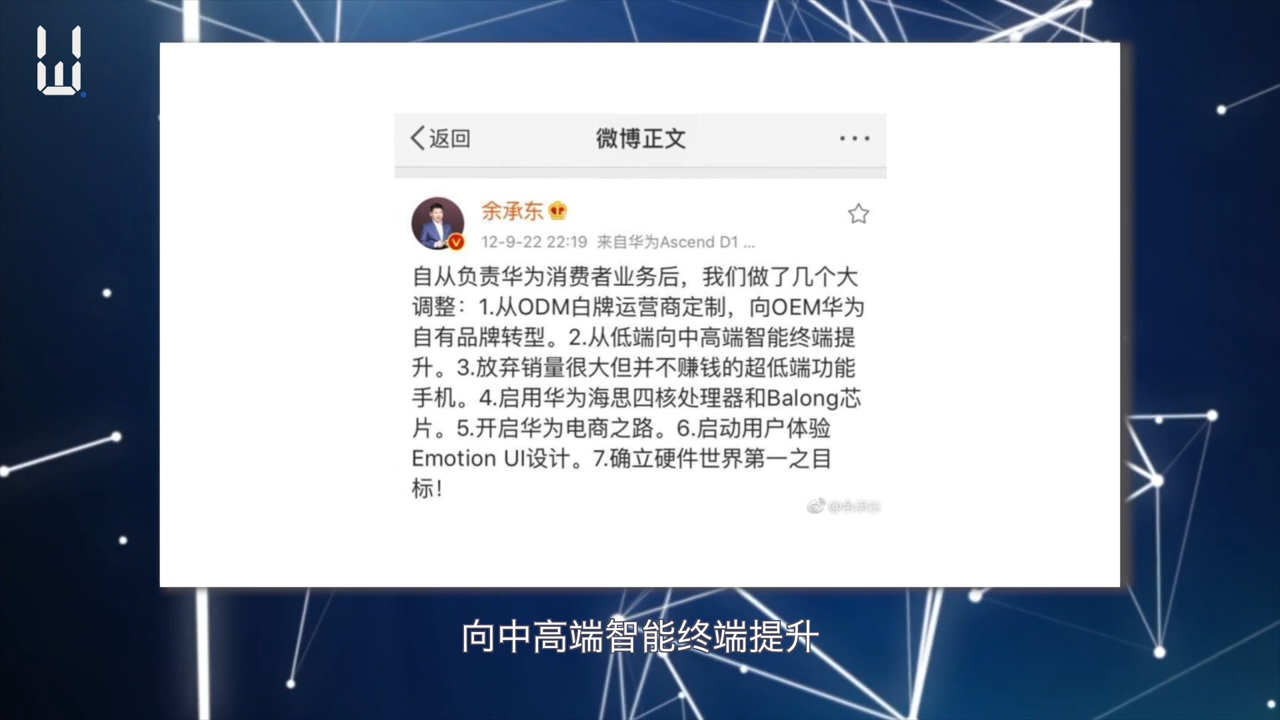 返回
微博正文
余承东
12-9-22 22:19 来自华为Ascend D1 ...
自从负责华为消费者业务后，我们做了几个大
调整：1.从ODM白牌运营商定制，向OEM华为
自有品牌转型。2.从低端向中高端智能终端提
升。3.放弃销量很大但并不赚钱的超低端功能
手机。4.启用华为海思四核处理器和Balong芯
片。5.开启华为电商之路。6.启动用户体验
Emotion UI设计。7.确立硬件世界第一之目
标！
@余承东
向中高端智能终端提升